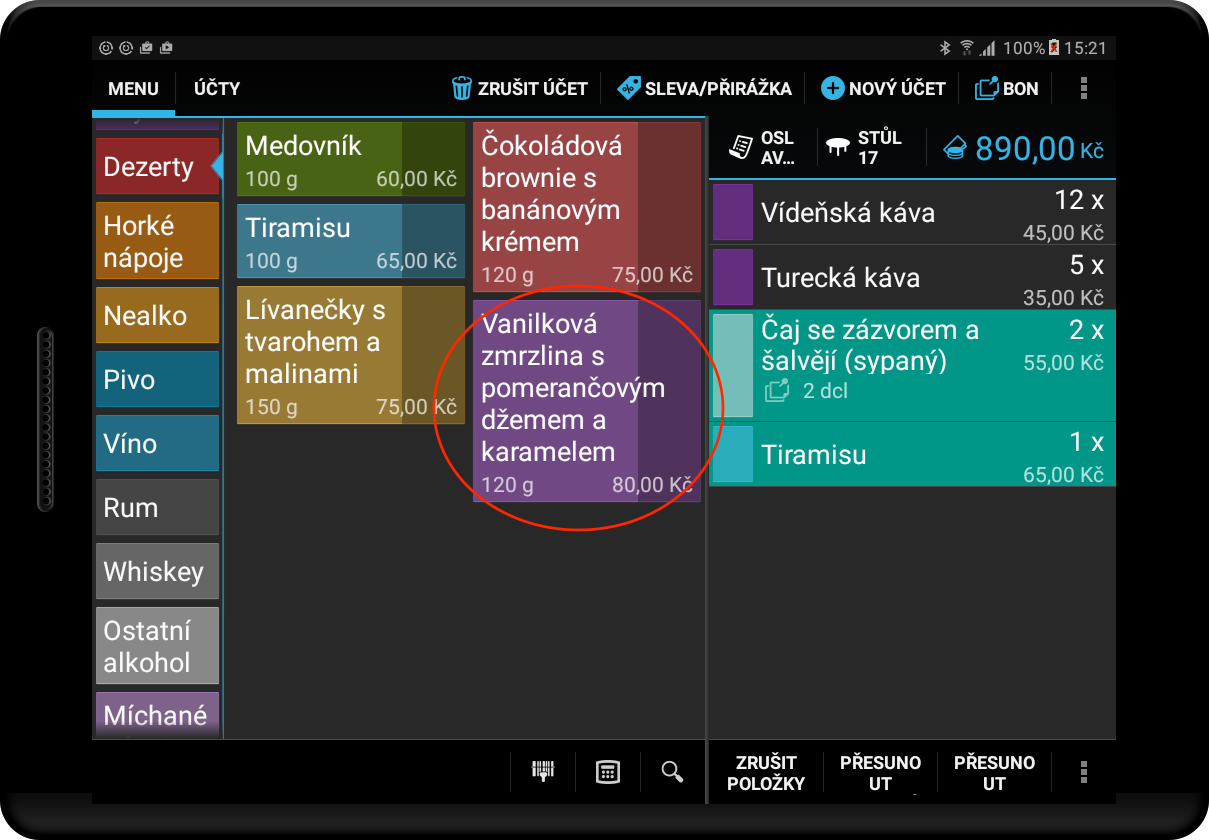 100% 15:21
MENU
ÚČTY
ZRUŠIT ÚČET
SLEVA/PŘIRÁŽKA
NOVÝ ÚČET
BON
Dezerty
Horké
nápoje
Nealko
Pivo
Víno
Rum
Whiskey
Ostatní
alkohol
Míchané
Medovník
100 g 60,00 Kč
Tiramisu
100 g 65,00 Kč
Lívanečky s
tvarohem a
malinami
150 g 75,00 Kč
Čokoládová
brownie s
banánovým
krémem
120 g 75,00 Kč
Vanilková
zmrzlina s
pomerančovým
džemem a
karamelem
120 g 80,00 Kč
OSL
AV...
STŮL
17
890,00 Kč
Vídeňská káva 12 x
45,00 Kč
Turecká káva 5 x
35,00 Kč
Čaj se zázvorem a 2 x
šalvějí (sypaný) 55,00 Kč
2 dcl
Tiramisu 1 x
65,00 Kč
ZRUŠIT
POLOŽKY
PŘESUNO
UT
PŘESUNO
UT